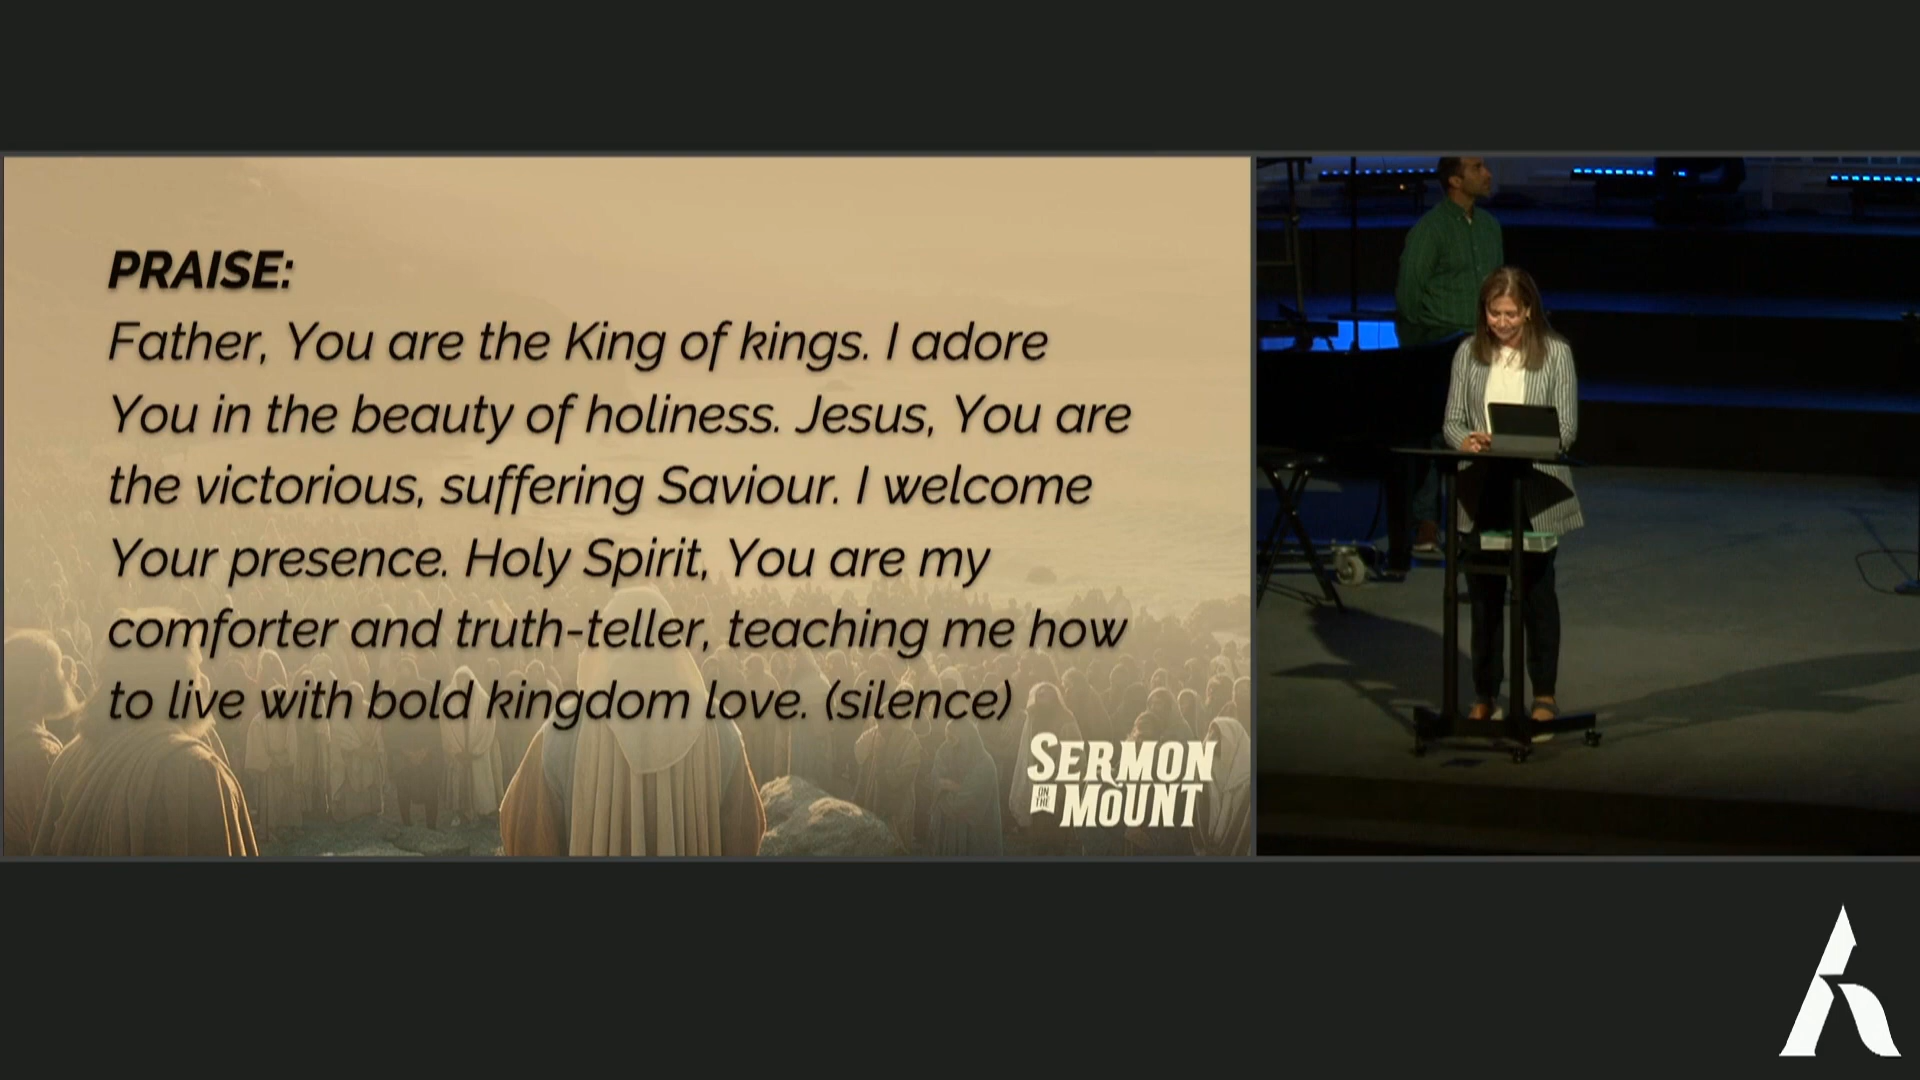 PRAISE:
Father, You are the King of kings. I adore
You in the beauty of holiness. Jesus, You are
the victorious, suffering Saviour. I welcome
Your presence. Holy Spirit, You are my
comforter and truth-teller, teaching me how
to live with bold kingdom love. (silence)
SERMON
ON THE
MOUNT